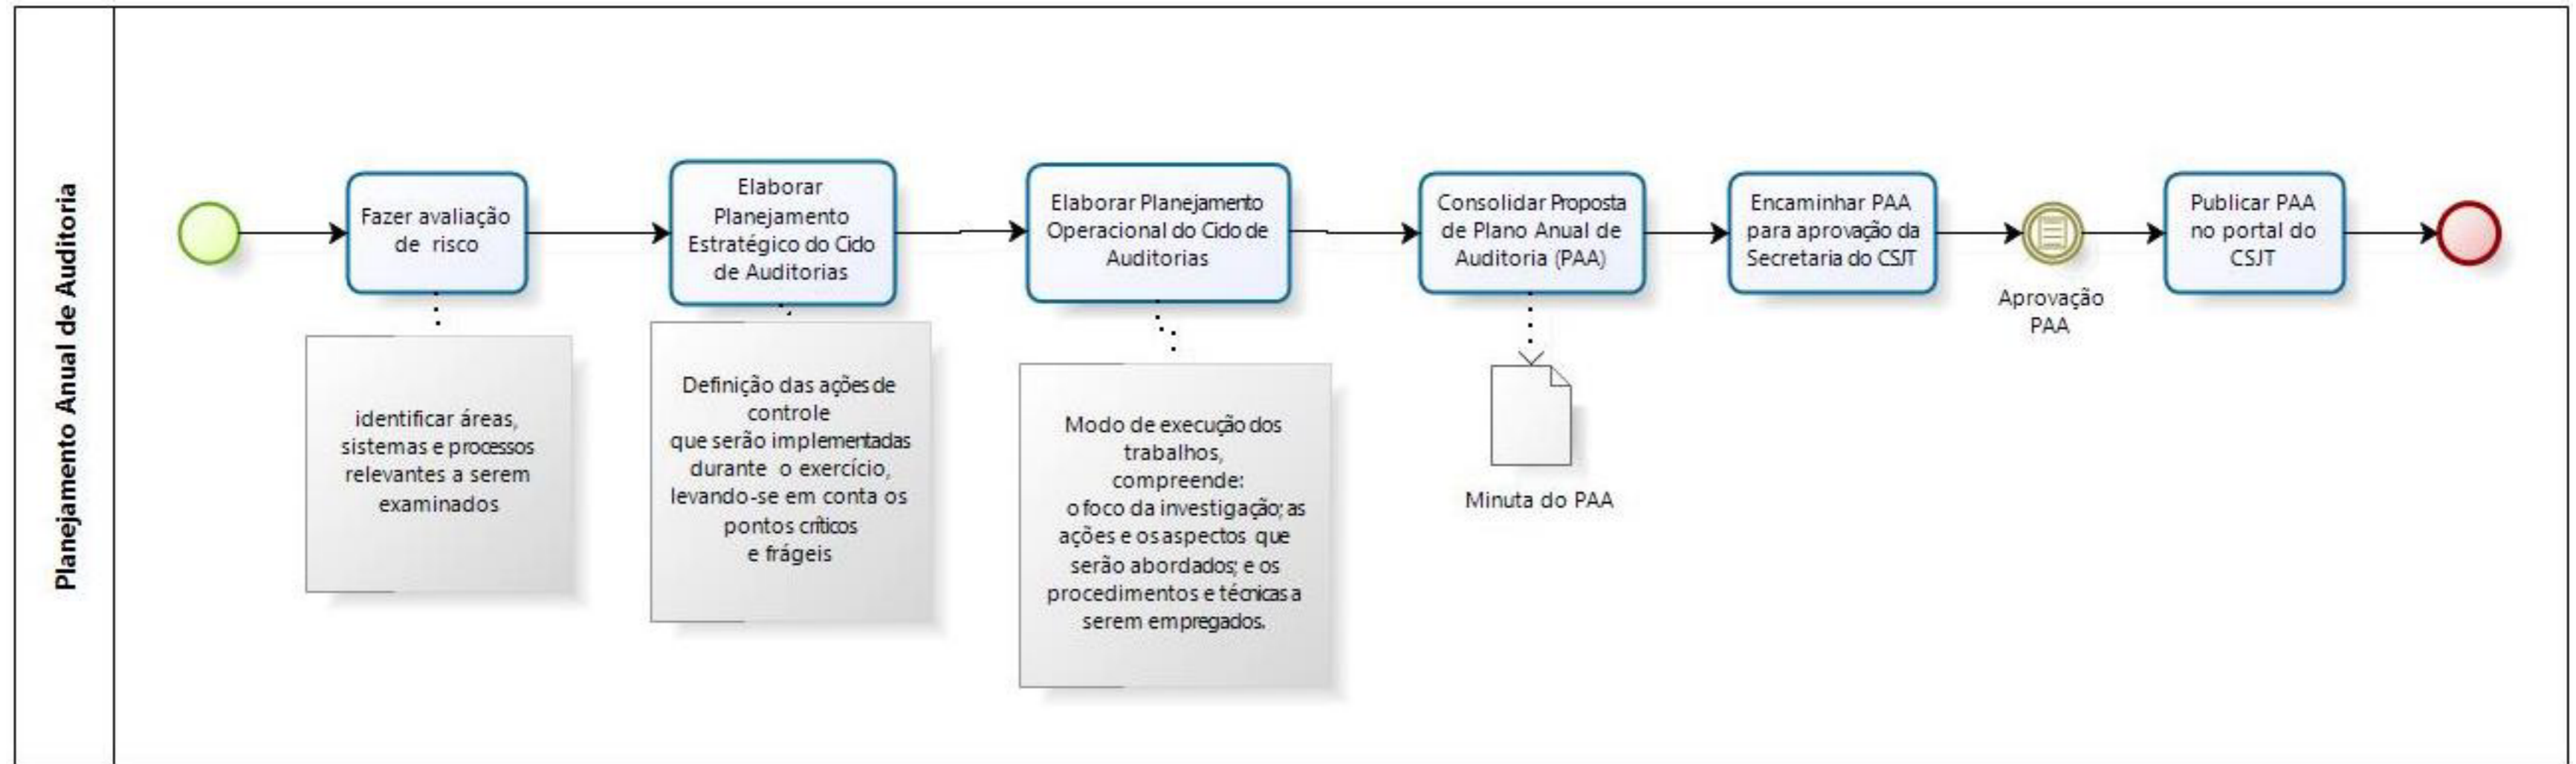 Planejamento Anual de Auditoria
Fazer avaliação
de risco
Elaborar
Planejamento
Estratégico do Ciclo
de Auditorias
Elaborar Planejamento
Operacional do Ciclo de
Auditorias
Consolidar Proposta
de Plano Anual de
Auditoria (PAA)
Encaminhar PAA
para aprovação da
Secretaria do CSJT
Aprovação
PAA
Publicar PAA
no portal do
CSJT
identificar áreas,
sistemas e processos
relevantes a serem
examinados
Definição das ações de
controle
que serão implementadas
durante o exercício,
levando-se em conta os
pontos críticos
e frágeis
Modo de execução dos
trabalhos,
compreende:
o foco da investigação; as
ações e os aspectos que
serão abordados; e os
procedimentos e técnicas a
serem empregados.
Minuta do PAA